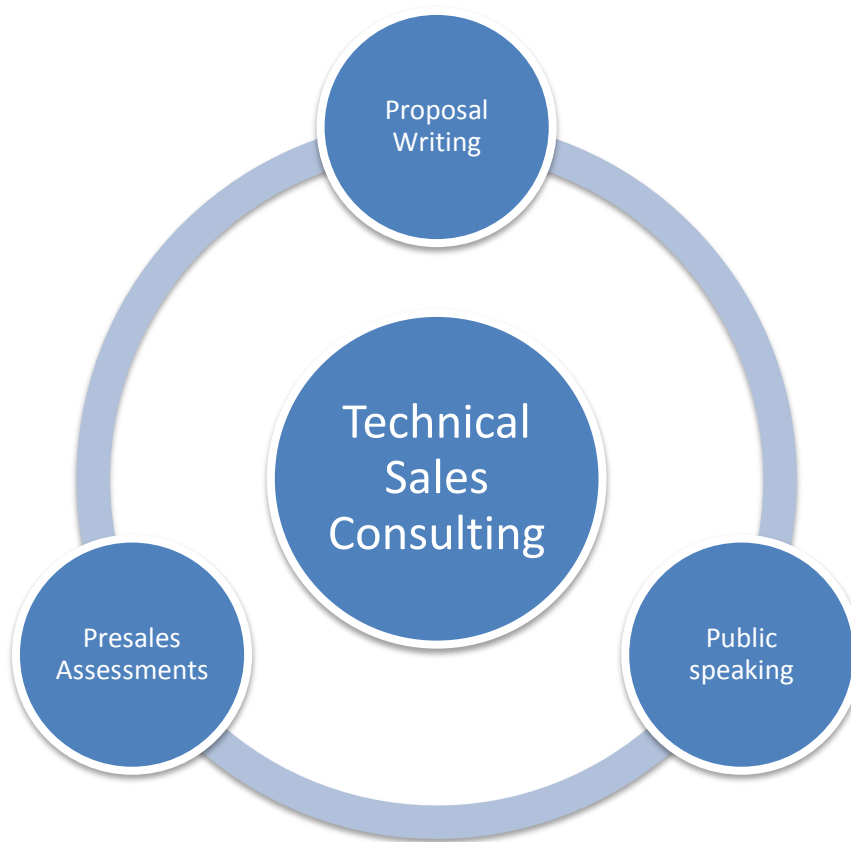 Proposal
Writing
Technical
Sales
Consulting
Presales
Assessments
Public
speaking